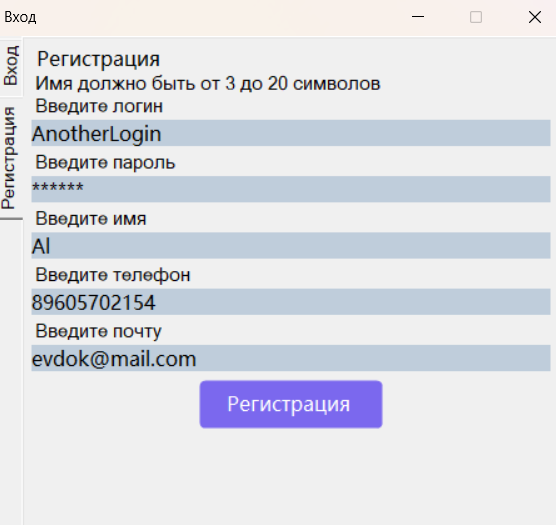 Вход
Вход
Регистрация
Регистрация
Имя должно быть от 3 до 20 символов
Введите логин
AnotherLogin
Введите пароль
******
Введите имя
Al
Введите телефон
89605702154
Введите почту
evdok@mail.com
Регистрация